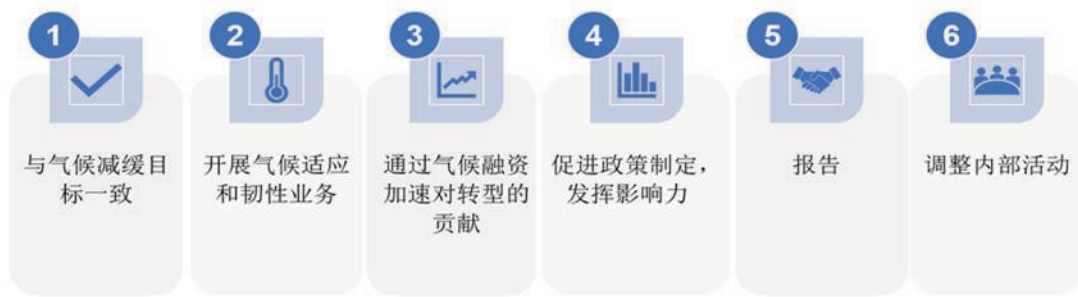 1
与气候减缓目
标一致
2
开展气候适应
和韧性业务
3
通过气候融资
加速对转型的
贡献
4
促进政策制定，
发挥影响力
5
报告
6
调整内部活动